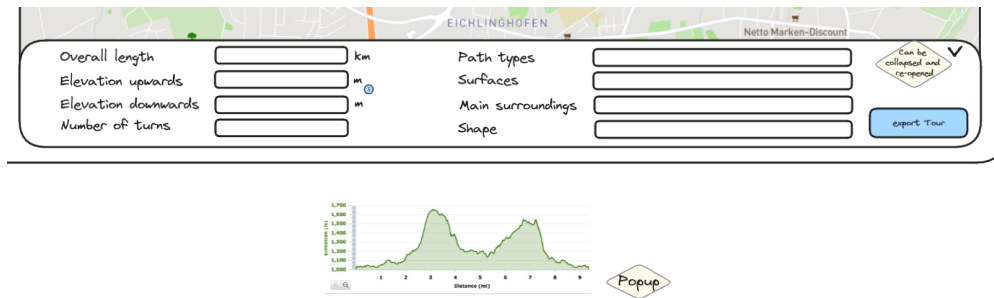 EICHLINGHOFEN
Netto Marken-Discount
Overall length km
Elevation upwards m
Elevation downwards m
Number of turns
Path types
Surfaces
Main surroundings
Shape
Can be
collapsed and
re-opened
export Tour
1,700
1,600
1,500
1,400
1,300
1,200
1,100
1,000
Elevation (ft)
1 2 3 4 5 6 7 8 9
Distance (mi)
Popup